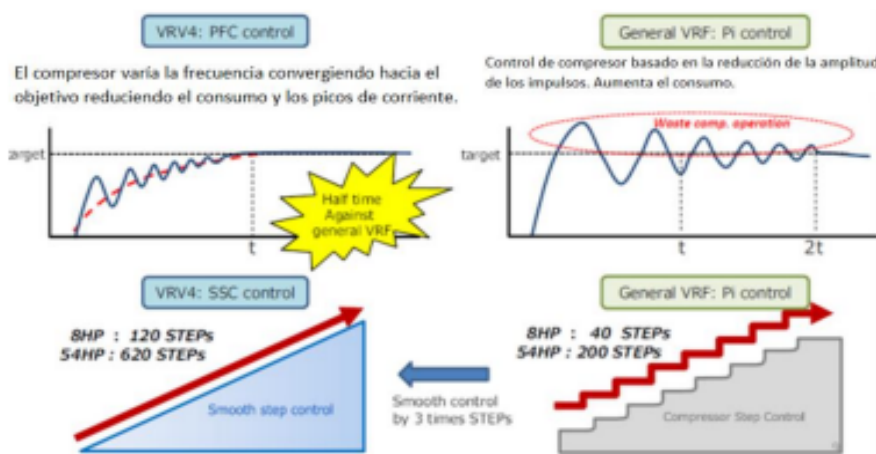 VRV4: PFC control
El compresor varía la frecuencia convergiendo hacia el
objetivo reduciendo el consumo y los picos de corriente.
arget
t
Half time
Against
general VRF
General VRF: Pi control
Control de compresor basado en la reducción de la amplitud
de los impulsos. Aumenta el consumo.
Waste comp. operation
target
t
2t
VRV4: SSC control
8HP : 120 STEPs
54HP : 620 STEPs
Smooth step control
Smooth control
by 3 times STEPs
General VRF: Pi control
8HP : 40 STEPs
54HP : 200 STEPs
Compressor Step Control